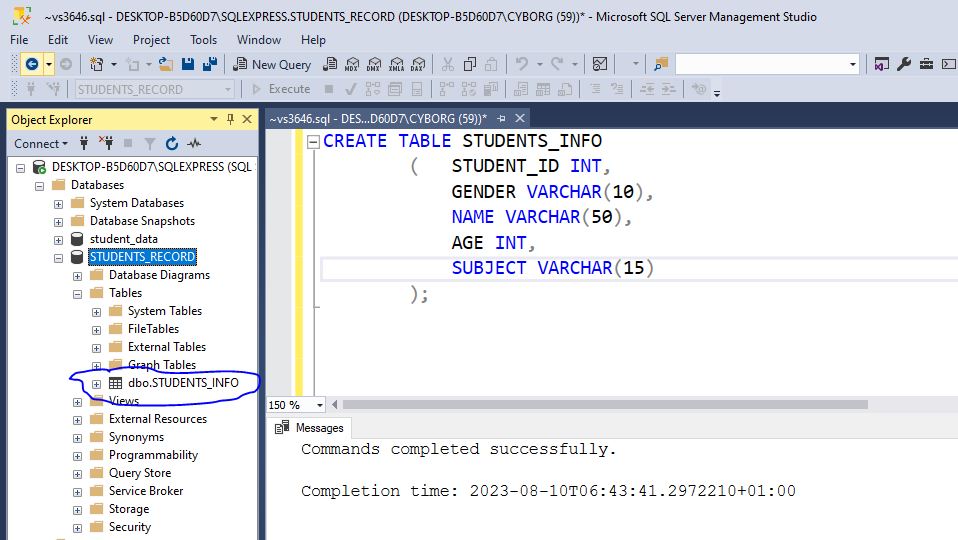 ~vs3646.sql - DESKTOP-B5D60D7\SQLEXPRESS.STUDENTS_RECORD (DESKTOP-B5D60D7\CYBORG (59))* - Microsoft SQL Server Management Studio
File Edit View Project Tools Window Help
New Query MDX DMX XMLA DAX
STUDENTS_RECORD Execute
Object Explorer
Connect
DESKTOP-B5D60D7\SQLEXPRESS (SQL S
Databases
System Databases
Database Snapshots
student_data
STUDENTS_RECORD
Database Diagrams
Tables
System Tables
FileTables
External Tables
Graph Tables
dbo.STUDENTS_INFO
Views
External Resources
Synonyms
Programmability
Query Store
Service Broker
Storage
Security
~vs3646.sql - DES...D60D7\CYBORG (59))*
CREATE TABLE STUDENTS_INFO
( STUDENT_ID INT,
GENDER VARCHAR(10),
NAME VARCHAR(50),
AGE INT,
SUBJECT VARCHAR(15)
);
150 %
Messages
Commands completed successfully.
Completion time: 2023-08-10T06:43:41.2972210+01:00